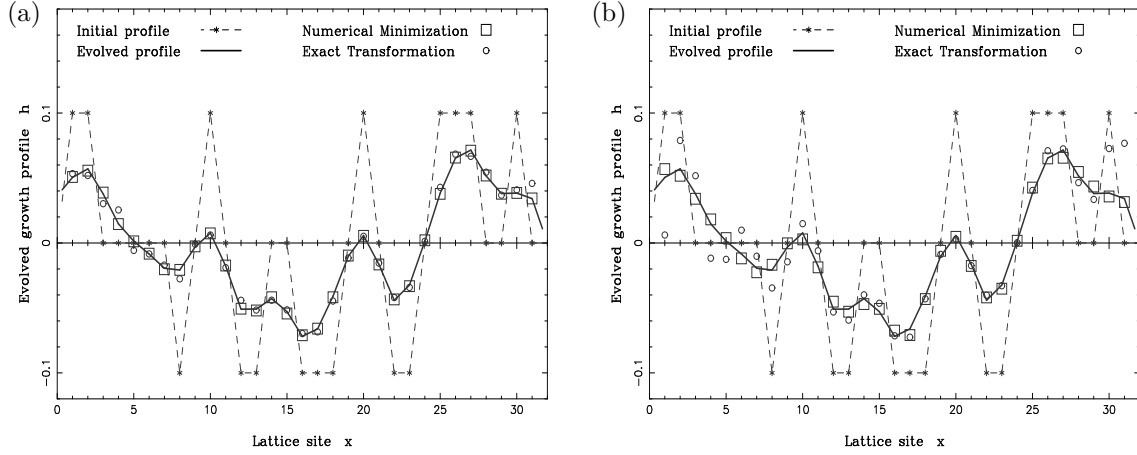 (a)
Initial profile
Numerical Minimization
Evolved profile
Exact Transformation
Evolved growth profile h
0.1
0
−0.1
0
10
15
20
25
30
5
Lattice site x
(b)
Initial profile
Numerical Minimization
Evolved profile
Exact Transformation
Evolved growth profile h
0.1
0
−0.1
0
5
10
15
20
25
30
Lattice site x